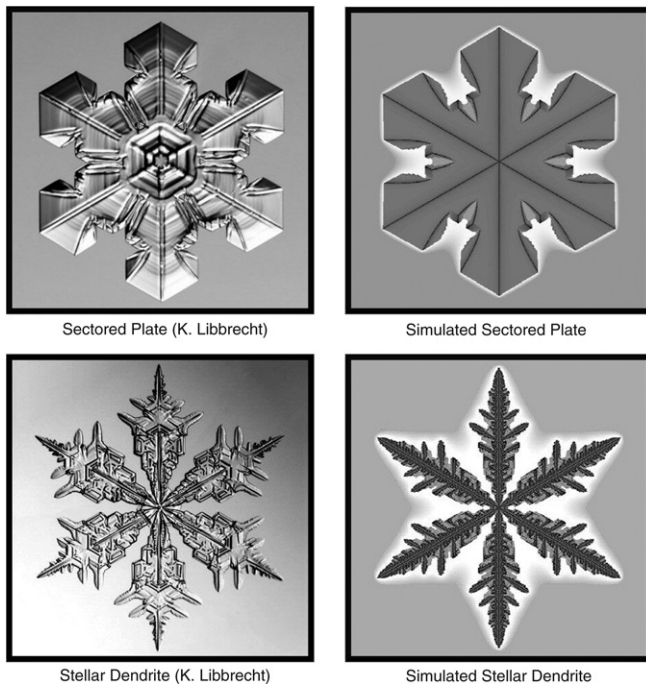 Sectored Plate (K. Libbrecht)
Simulated Sectored Plate
Stellar Dendrite (K. Libbrecht)
Simulated Stellar Dendrite